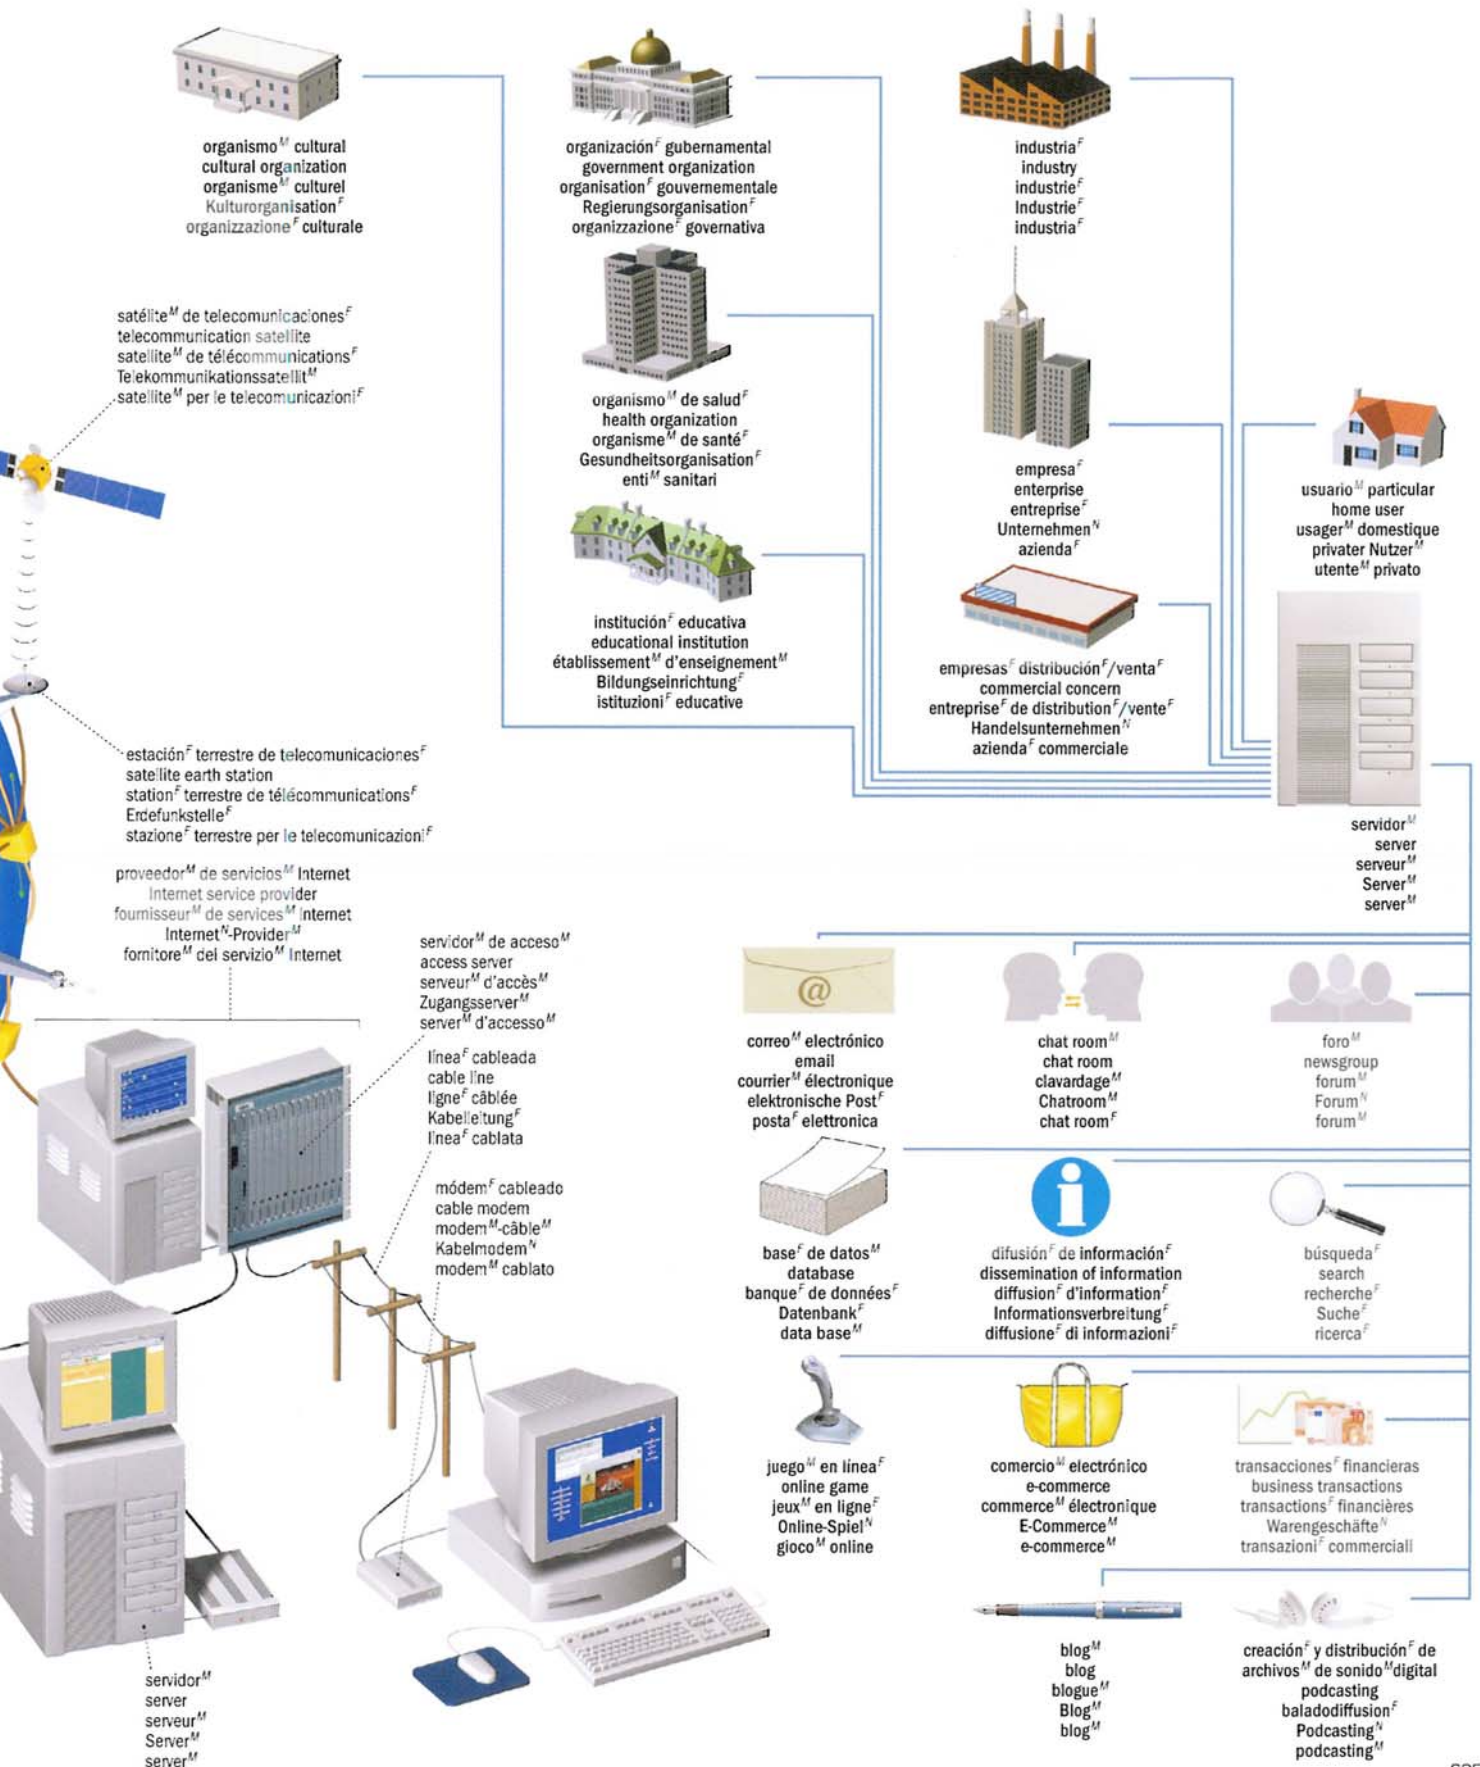 organismo^M cultural
cultural organization
organisme^M culturel
Kulturorganisation^F
organizzazione^F culturale
organización^F gubernamental
government organization
organisation^F gouvernementale
Regierungsorganisation^F
organizzazione^F governativa
industria^F
industry
industrie^F
Industrie^F
industria^F
satélite^M de telecomunicaciones^F
telecommunication satellite
satellite^M de télécommunications^F
Telekommunikationssatellit^M
satellite^M per le telecomunicazioni^F
organismo^M de salud^F
health organization
organisme^M de santé^F
Gesundheitsorganisation^F
enti^M sanitari
empresa^F
enterprise
entreprise^F
Unternehmen^N
azienda^F
usuario^M particular
home user
usager^M domestique
privater Nutzer^M
utente^M privato
institución^F educativa
educational institution
établissement^M d'enseignement^M
Bildungseinrichtung^F
istituzioni^F educative
empresas^F distribución^F/venta^F
commercial concern
entreprise^F de distribution^F/vente^F
Handelsunternehmen^N
azienda^F commerciale
estación^F terrestre de telecomunicaciones^F
satellite earth station
station^F terrestre de télécommunications^F
Erdefunkstelle^F
stazione^F terrestre per le telecomunicazioni^F
servidor^M
server
serveur^M
Server^M
server^M
proveedor^M de servicios^M Internet
Internet service provider
fournisseur^M de services^M Internet
Internet^N-Provider^M
fornitore^M del servizio^M Internet
servidor^M de acceso^M
access server
serveur^M d'accès^M
Zugangsserver^M
server^M d'accesso^M
línea^F cableada
cable line
ligne^F câblée
Kabelleitung^F
linea^F cablata
módem^F cableado
cable modem
modem^M-câble^M
Kabelmodem^N
modem^M cablato
@
correo^M electrónico
email
courrier^M électronique
elektronische Post^F
posta^F elettronica
chat room^M
chat room
clavardage^M
Chatroom^M
chat room^F
foro^M
newsgroup
forum^M
Forum^N
forum^M
base^F de datos^M
database
banque^F de données^F
Datenbank^F
data base^M
i
difusión^F de información^F
dissemination of information
diffusion^F d'information^F
Informationsverbreitung^F
diffusione^F di informazioni^F
búsqueda^F
search
recherche^F
Suche^F
ricerca^F
juego^M en línea^F
online game
jeux^M en ligne^F
Online-Spiel^N
gioco^M online
comercio^M electrónico
e-commerce
commerce^M électronique
E-Commerce^M
e-commerce^M
10
transacciones^F financieras
business transactions
transactions^F financières
Warengeschäfte^N
transazioni^F commerciali
servidor^M
server
serveur^M
Server^M
server^M
blog^M
blog
blogue^M
Blog^M
blog^M
creación^F y distribución^F de
archivos^M de sonido^M digital
podcasting
baladodiffusion^F
Podcasting^N
podcasting^M